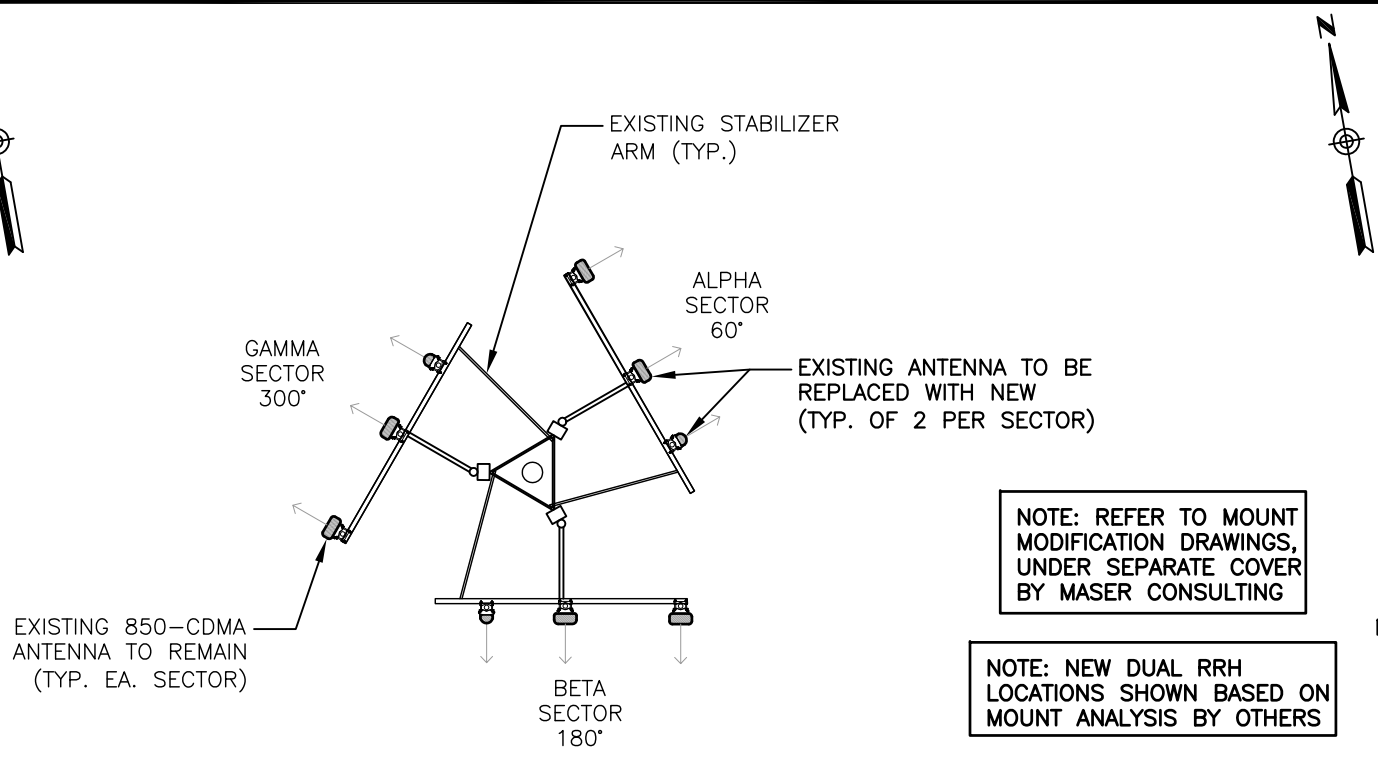 N
EXISTING STABILIZER
ARM (TYP.)
ALPHA
SECTOR
60°
GAMMA
SECTOR
300°
EXISTING ANTENNA TO BE
REPLACED WITH NEW
(TYP. OF 2 PER SECTOR)
NOTE: REFER TO MOUNT
MODIFICATION DRAWINGS,
UNDER SEPARATE COVER
BY MASER CONSULTING
EXISTING 850-CDMA
ANTENNA TO REMAIN
(TYP. EA. SECTOR)
NOTE: NEW DUAL RRH
LOCATIONS SHOWN BASED ON
MOUNT ANALYSIS BY OTHERS
BETA
SECTOR
180°